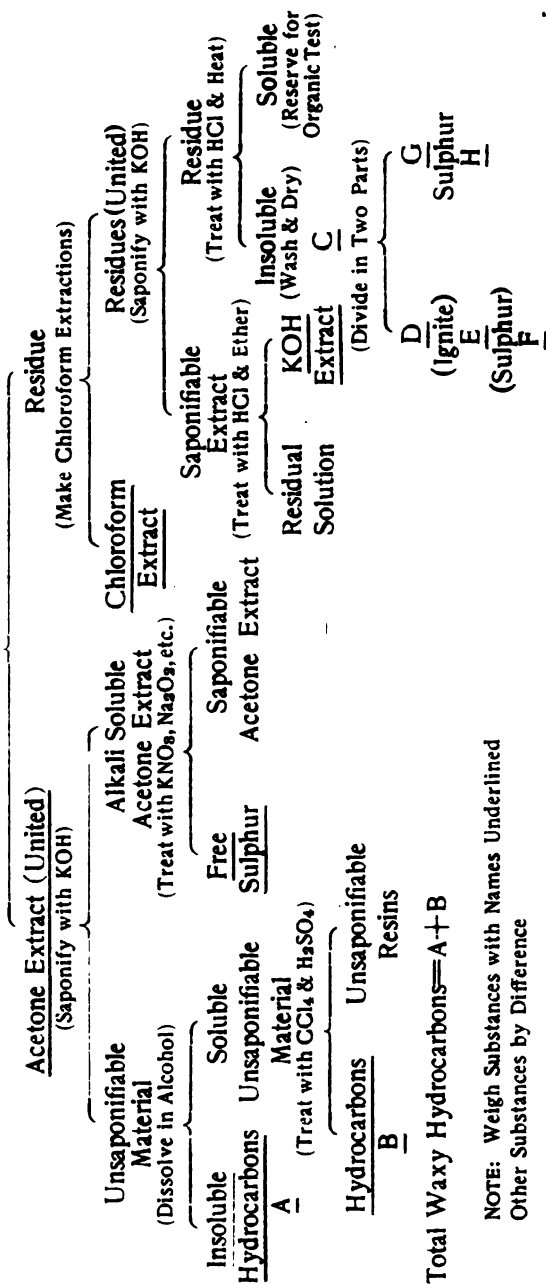 Acetone Extract (United)
(Saponify with KOH)
Unsaponifiable
Material
(Dissolve in Alcohol)
Insoluble
Hydrocarbons
A
Soluble
Unsaponifiable
Material
(Treat with CCl4 & H2SO4)
Hydrocarbons
B
Unsaponifiable
Resins
Alkali Soluble
Acetone Extract
(Treat with KNO3, Na2O2, etc.)
Free
Sulphur
Saponifiable
Acetone Extract
Residue
(Make Chloroform Extractions)
Chloroform
Extract
Residues (United)
(Saponify with KOH)
Saponifiable
Extract
(Treat with HCl & Ether)
Residual
Solution
KOH
Extract
Residue
(Treat with HCl & Heat)
Insoluble
(Wash & Dry)
C
Soluble
(Reserve for
Organic Test)
(Divide in Two Parts)
D
(Ignite)
E
(Sulphur)
F
G
Sulphur
H
Total Waxy Hydrocarbons=A+B
NOTE: Weigh Substances with Names Underlined
Other Substances by Difference